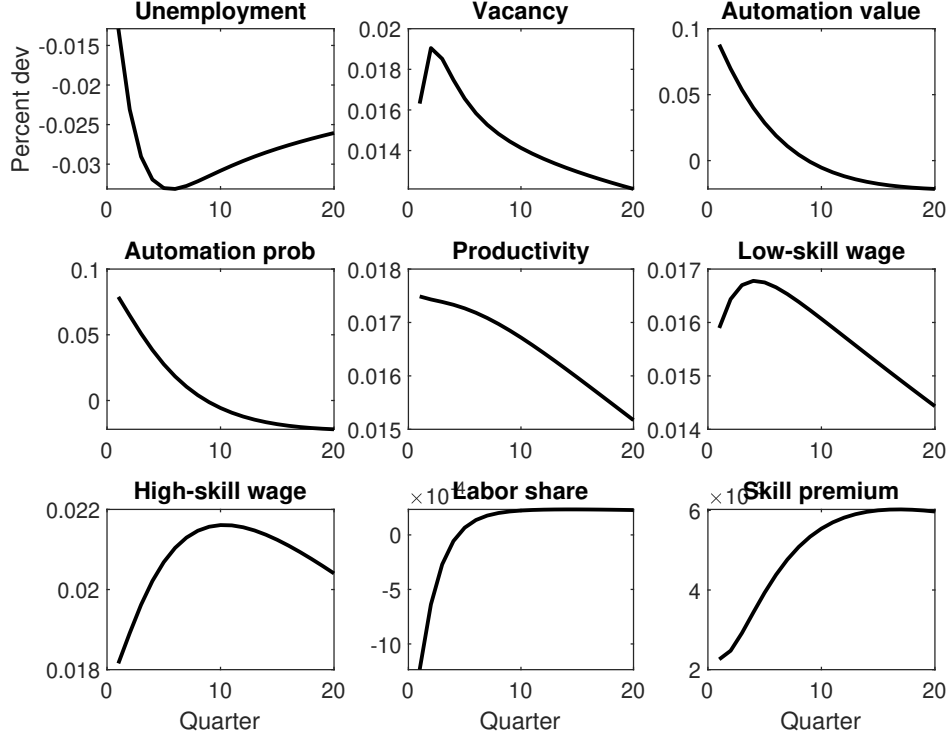 Unemployment
Percent dev
-0.015
-0.02
-0.025
-0.03
0 10 20
Vacancy
0.02
0.018
0.016
0.014
0 10 20
Automation value
0.1
0.05
0
0 10 20
Automation prob
0.1
0.05
0
0 10 20
Productivity
0.018
0.017
0.016
0.015
0 10 20
Low-skill wage
0.017
0.016
0.015
0.014
0 10 20
High-skill wage
0.022
0.02
0.018
0 10 20
Quarter
×10-4
Labor share
0
-5
-10
0 10 20
Quarter
×10-3
Skill premium
6
4
2
0 10 20
Quarter